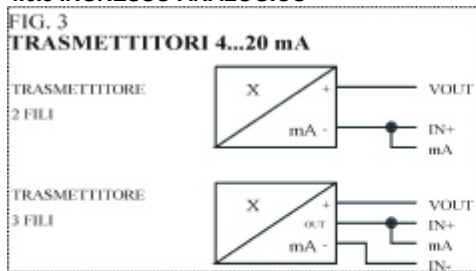 FIG. 3
TRASMETTITORI 4...20 mA
TRASMETTITORE
2 FILI
X
+
mA -
VOUT
IN+
mA
TRASMETTITORE
3 FILI
X
+
OUT
mA -
VOUT
IN+
mA
IN-